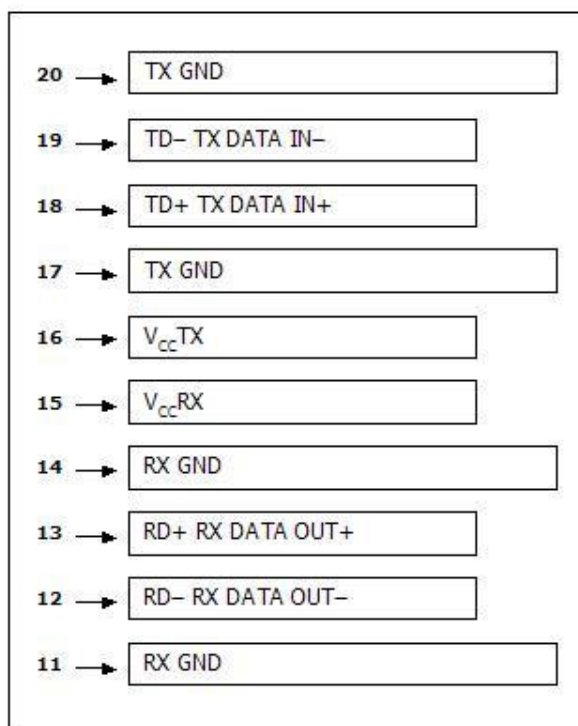 20 TX GND
19 TD– TX DATA IN–
18 TD+ TX DATA IN+
17 TX GND
16 VCCTX
15 VCCRX
14 RX GND
13 RD+ RX DATA OUT+
12 RD– RX DATA OUT–
11 RX GND